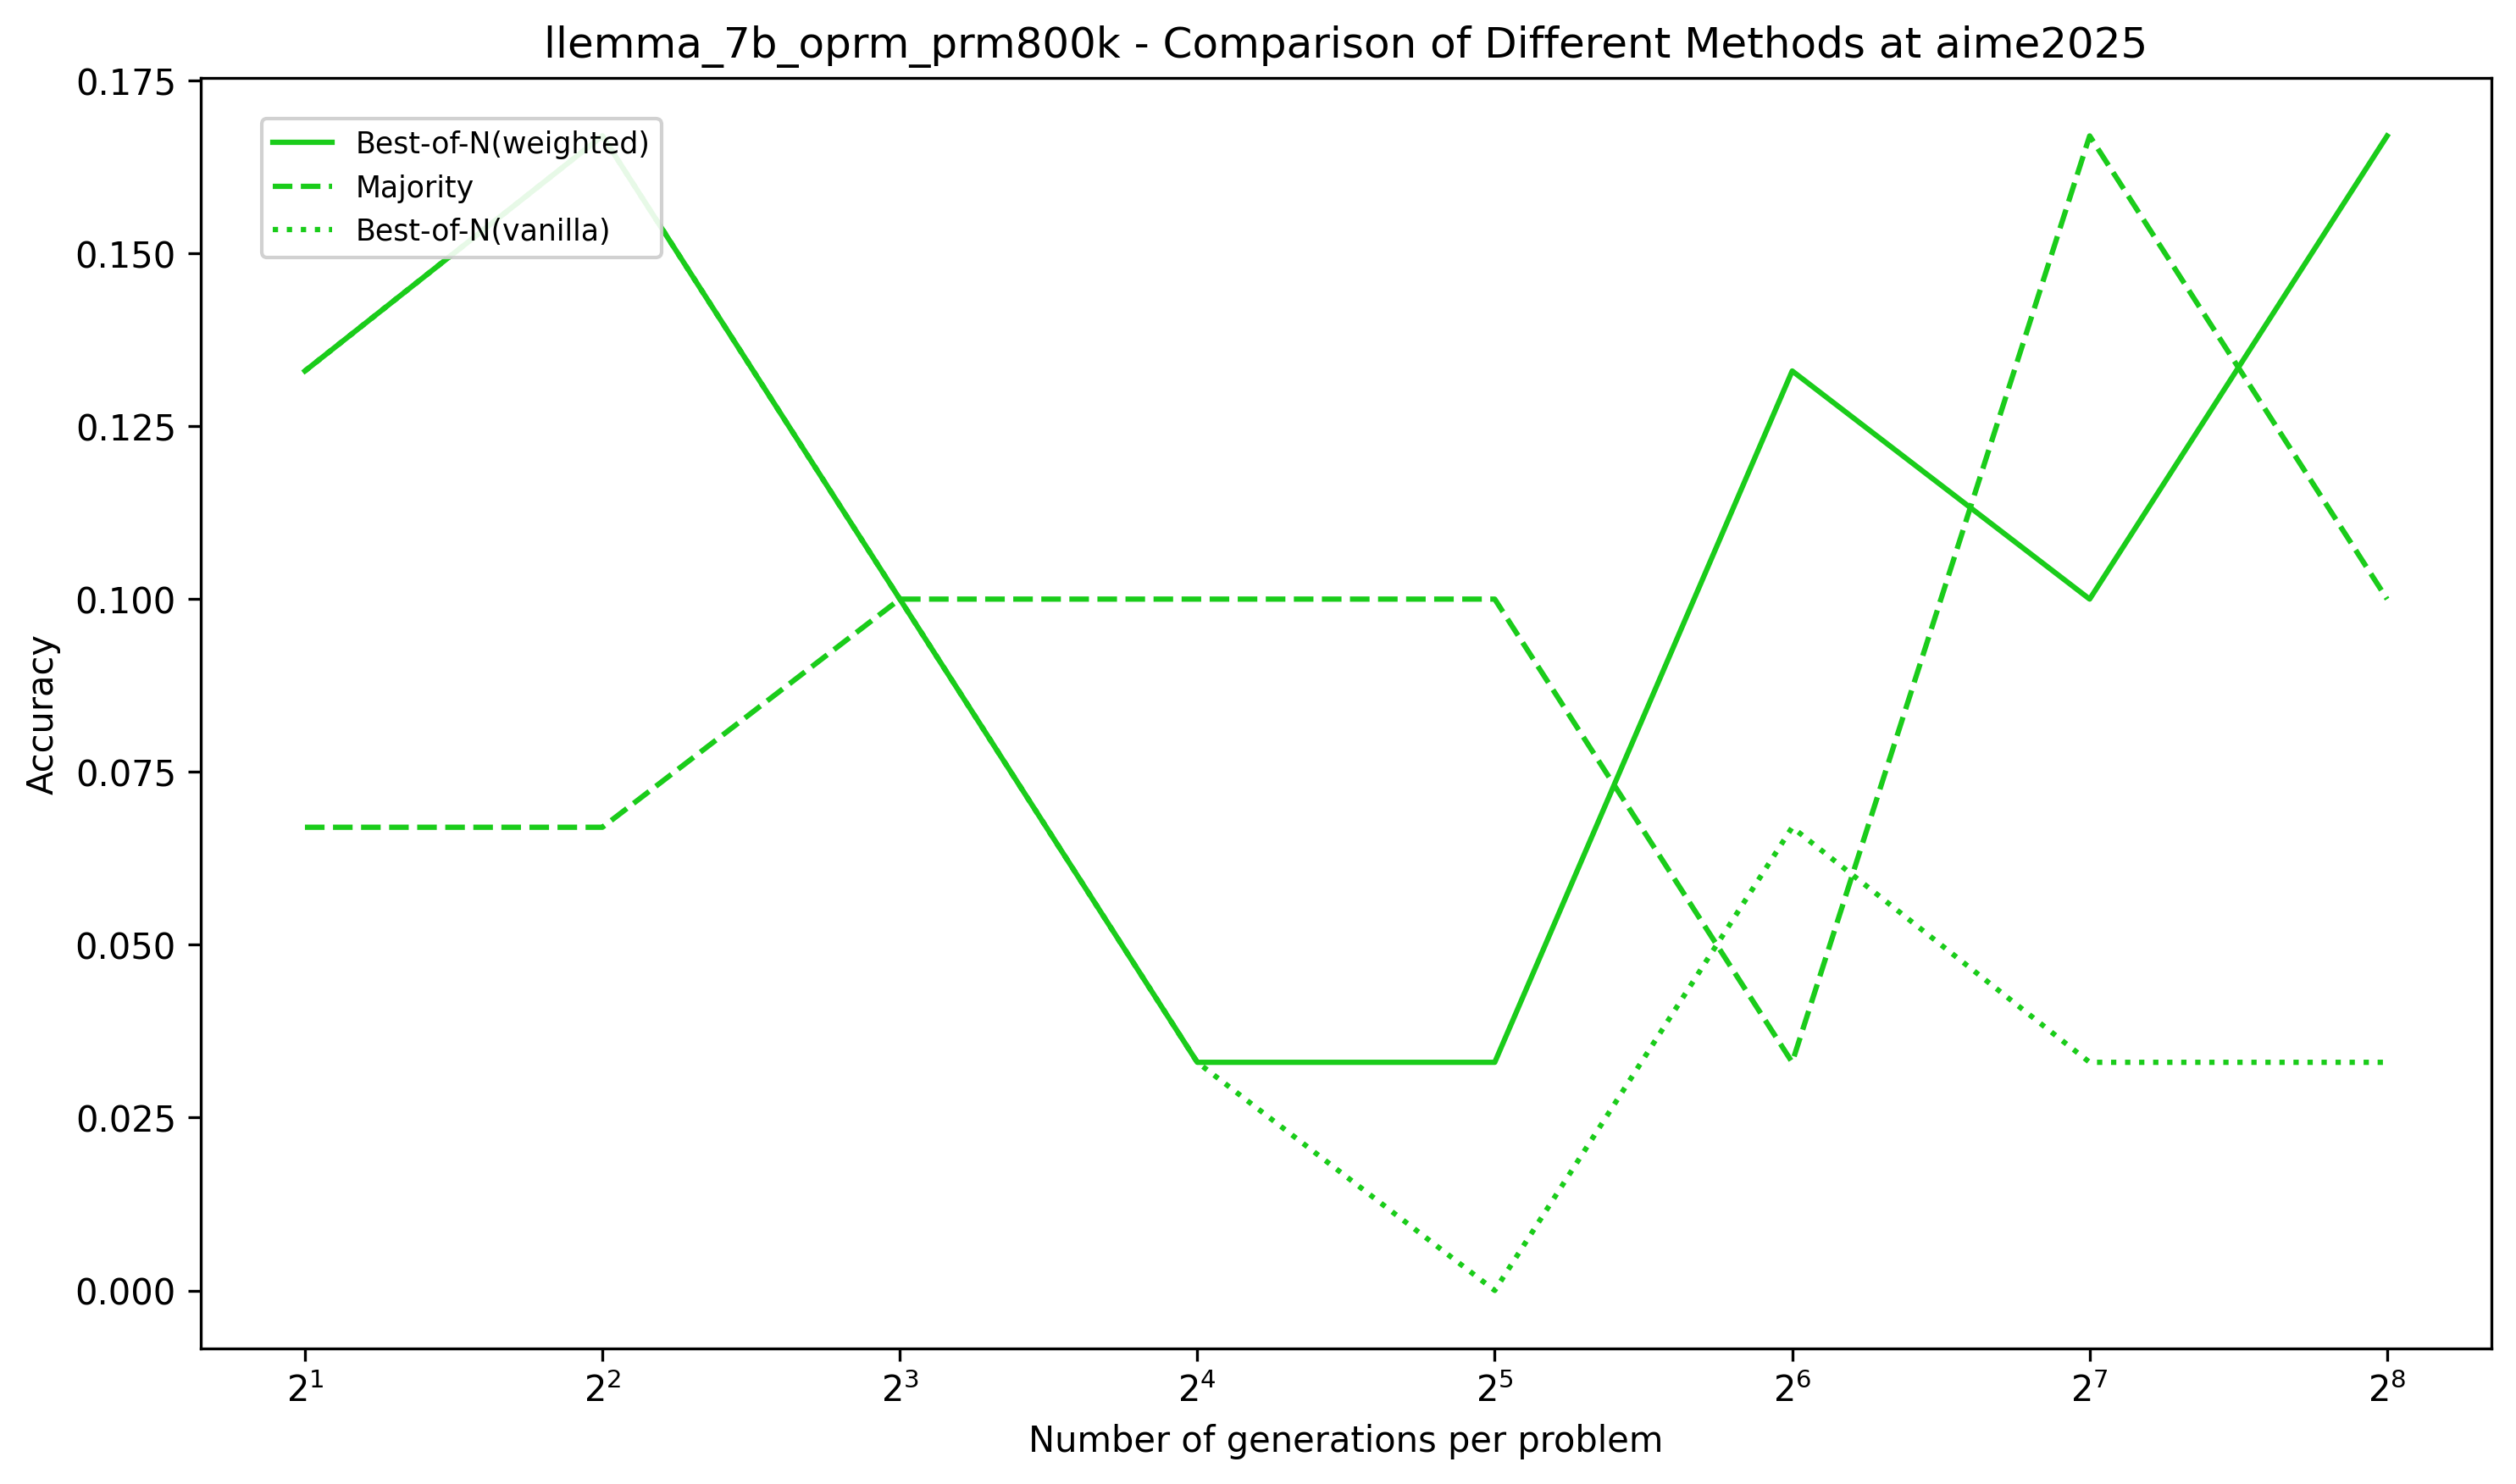 llemma_7b_oprm_prm800k - Comparison of Different Methods at aime2025
0.175
0.150
0.125
0.100
0.075
0.050
0.025
0.000
Accuracy
Best-of-N(weighted)
Majority
Best-of-N(vanilla)
2¹ 2² 2³ 2⁴ 2⁵ 2⁶ 2⁷ 2⁸
Number of generations per problem